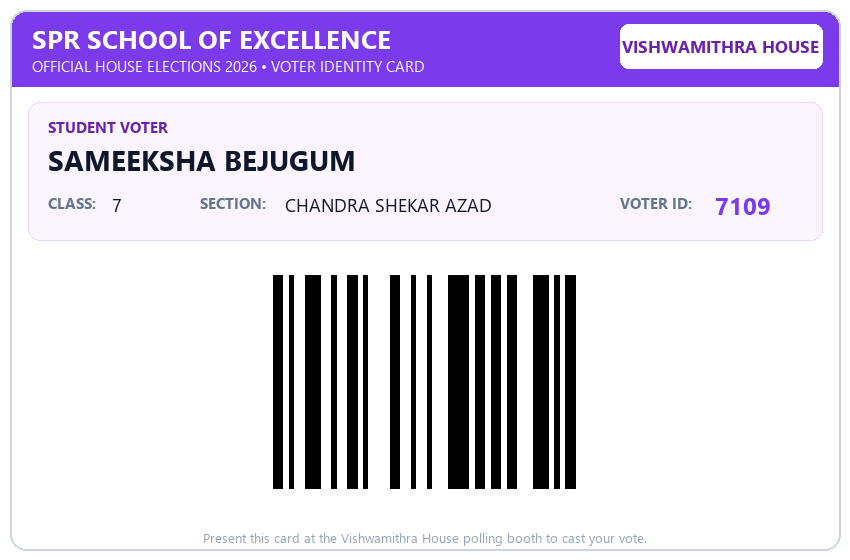 SPR SCHOOL OF EXCELLENCE
OFFICIAL HOUSE ELECTIONS 2026 • VOTER IDENTITY CARD
VISHWAMITHRA HOUSE
STUDENT VOTER
SAMEEKSHA BEJUGUM
CLASS: 7 SECTION: CHANDRA SHEKAR AZAD VOTER ID: 7109
Present this card at the Vishwamithra House polling booth to cast your vote.